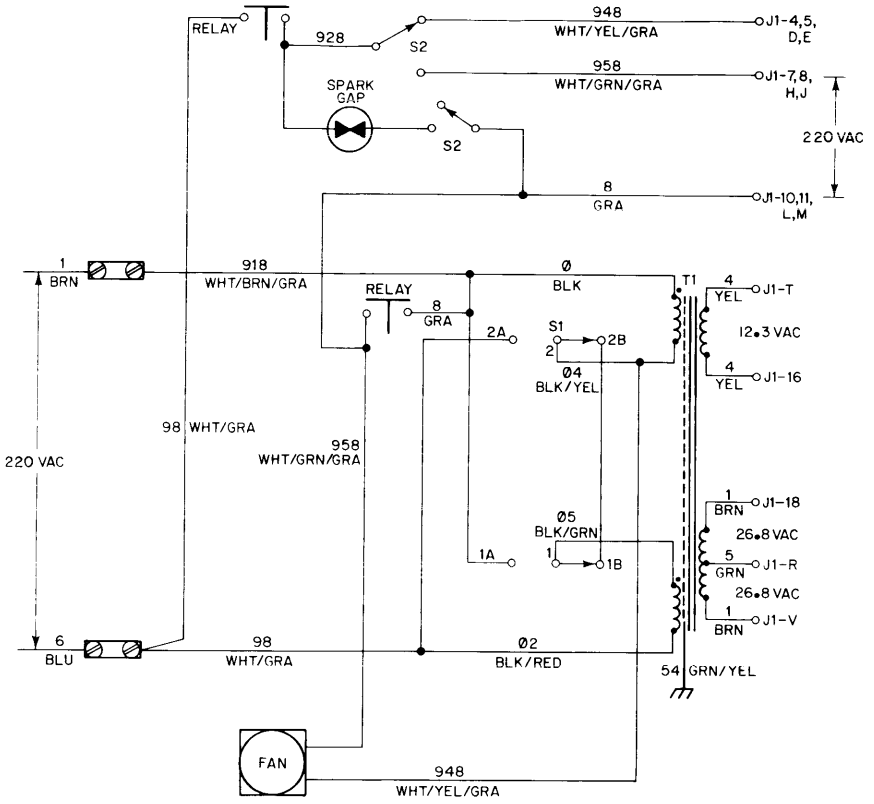 RELAY
928
S2
948
WHT/YEL/GRA
J1-4,5,
D,E
958
WHT/GRN/GRA
J1-7,8,
H,J
SPARK
GAP
S2
220 VAC
8
GRA
J1-10,11,
L,M
1
BRN
918
WHT/BRN/GRA
Ø
BLK
T1
4
YEL
J1-T
RELAY
8
GRA
2A
S1
2
2B
12.3 VAC
Ø4
BLK/YEL
4
YEL
J1-16
98 WHT/GRA
958
WHT/GRN/GRA
220 VAC
1
BRN
J1-18
Ø5
BLK/GRN
26.8 VAC
1A
1
1B
5
GRN
J1-R
26.8 VAC
1
BRN
J1-V
6
BLU
98
WHT/GRA
Ø2
BLK/RED
54 GRN/YEL
FAN
948
WHT/YEL/GRA